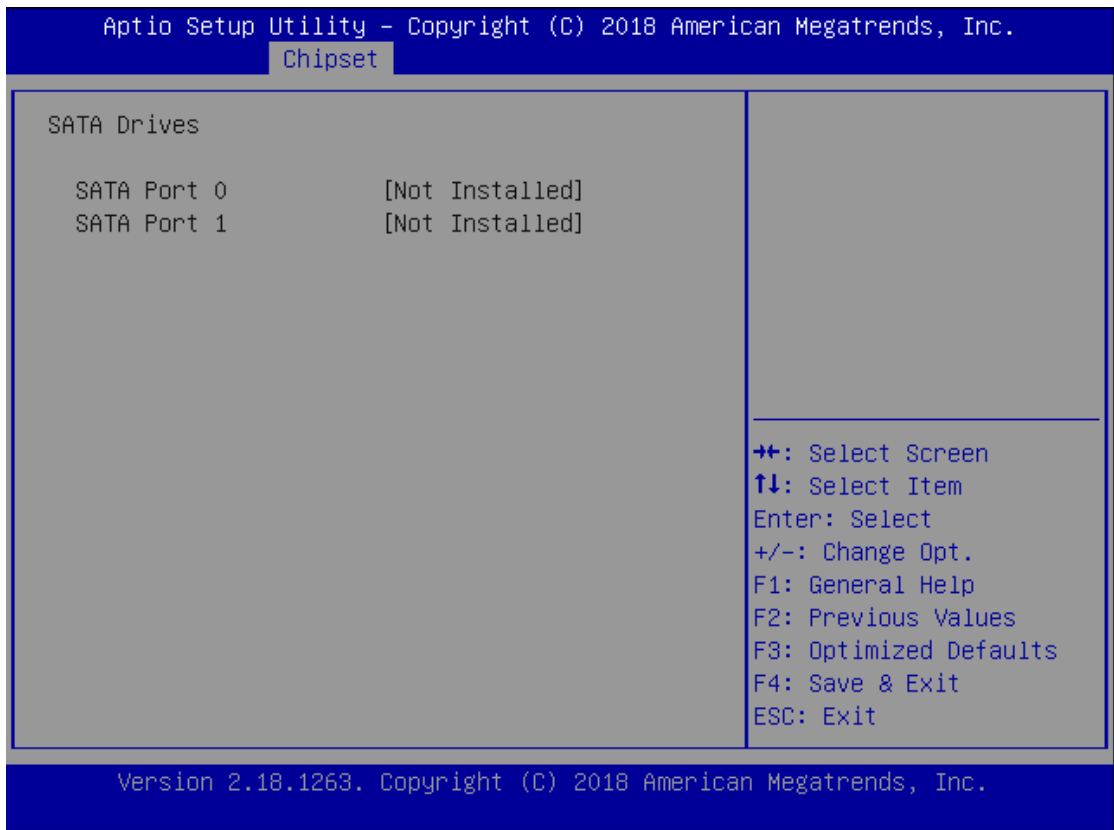 Aptio Setup Utility – Copyright (C) 2018 American Megatrends, Inc.
Chipset
SATA Drives
SATA Port 0 [Not Installed]
SATA Port 1 [Not Installed]
→←: Select Screen
↑↓: Select Item
Enter: Select
+/-: Change Opt.
F1: General Help
F2: Previous Values
F3: Optimized Defaults
F4: Save & Exit
ESC: Exit
Version 2.18.1263. Copyright (C) 2018 American Megatrends, Inc.